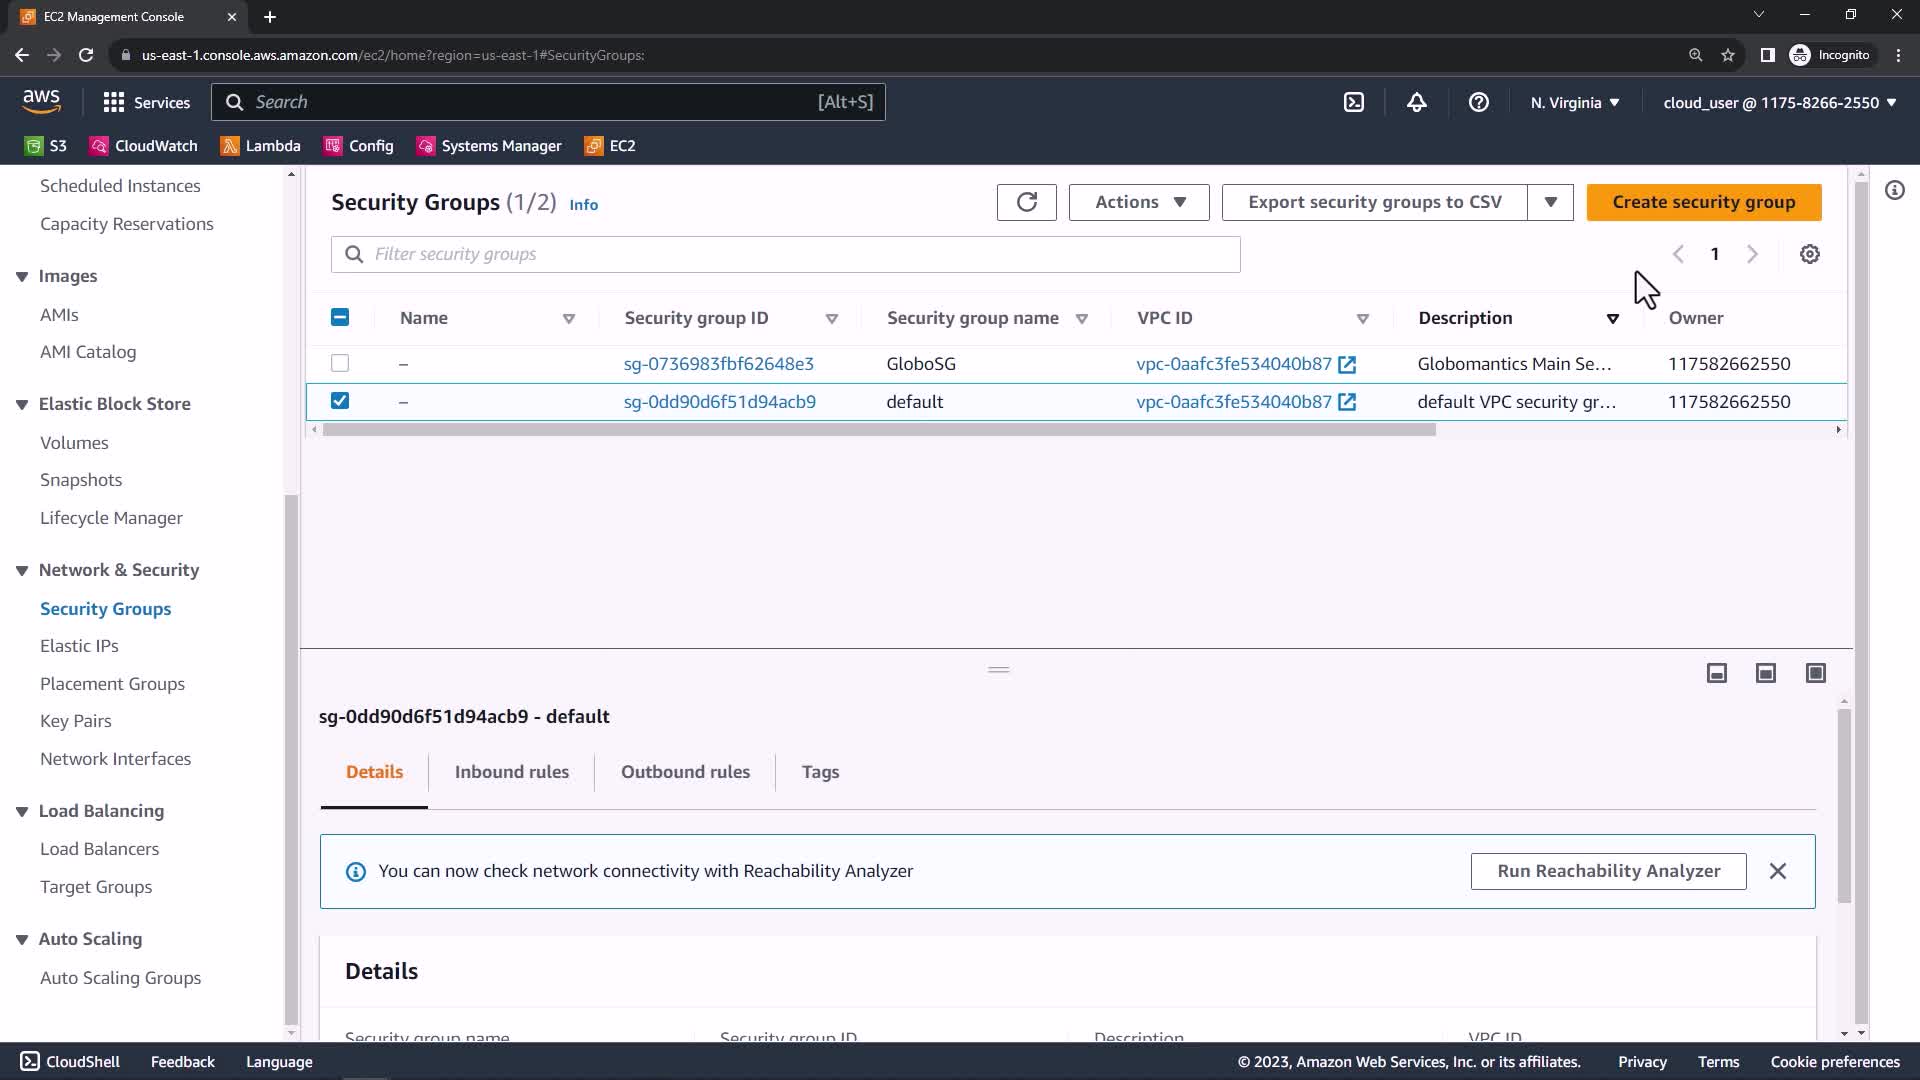 EC2 Management Console
us-east-1.console.aws.amazon.com/ec2/home?region=us-east-1#SecurityGroups:
Incognito
aws
Services
Search
[Alt+S]
N. Virginia
cloud_user @ 1175-8266-2550
S3
CloudWatch
Lambda
Config
Systems Manager
EC2
Scheduled Instances
Capacity Reservations
Images
AMIs
AMI Catalog
Elastic Block Store
Volumes
Snapshots
Lifecycle Manager
Network & Security
Security Groups
Elastic IPs
Placement Groups
Key Pairs
Network Interfaces
Load Balancing
Load Balancers
Target Groups
Auto Scaling
Auto Scaling Groups
Security Groups (1/2) Info
Actions
Export security groups to CSV
Create security group
Filter security groups
1
Name Security group ID Security group name VPC ID Description Owner
– sg-0736983fbf62648e3 GloboSG vpc-0aafc3fe534040b87 Globomantics Main Se... 117582662550
– sg-0dd90d6f51d94acb9 default vpc-0aafc3fe534040b87 default VPC security gr... 117582662550
sg-0dd90d6f51d94acb9 - default
Details
Inbound rules
Outbound rules
Tags
You can now check network connectivity with Reachability Analyzer
Run Reachability Analyzer
Details
Security group name Security group ID Description VPC ID
CloudShell
Feedback
Language
© 2023, Amazon Web Services, Inc. or its affiliates.
Privacy
Terms
Cookie preferences